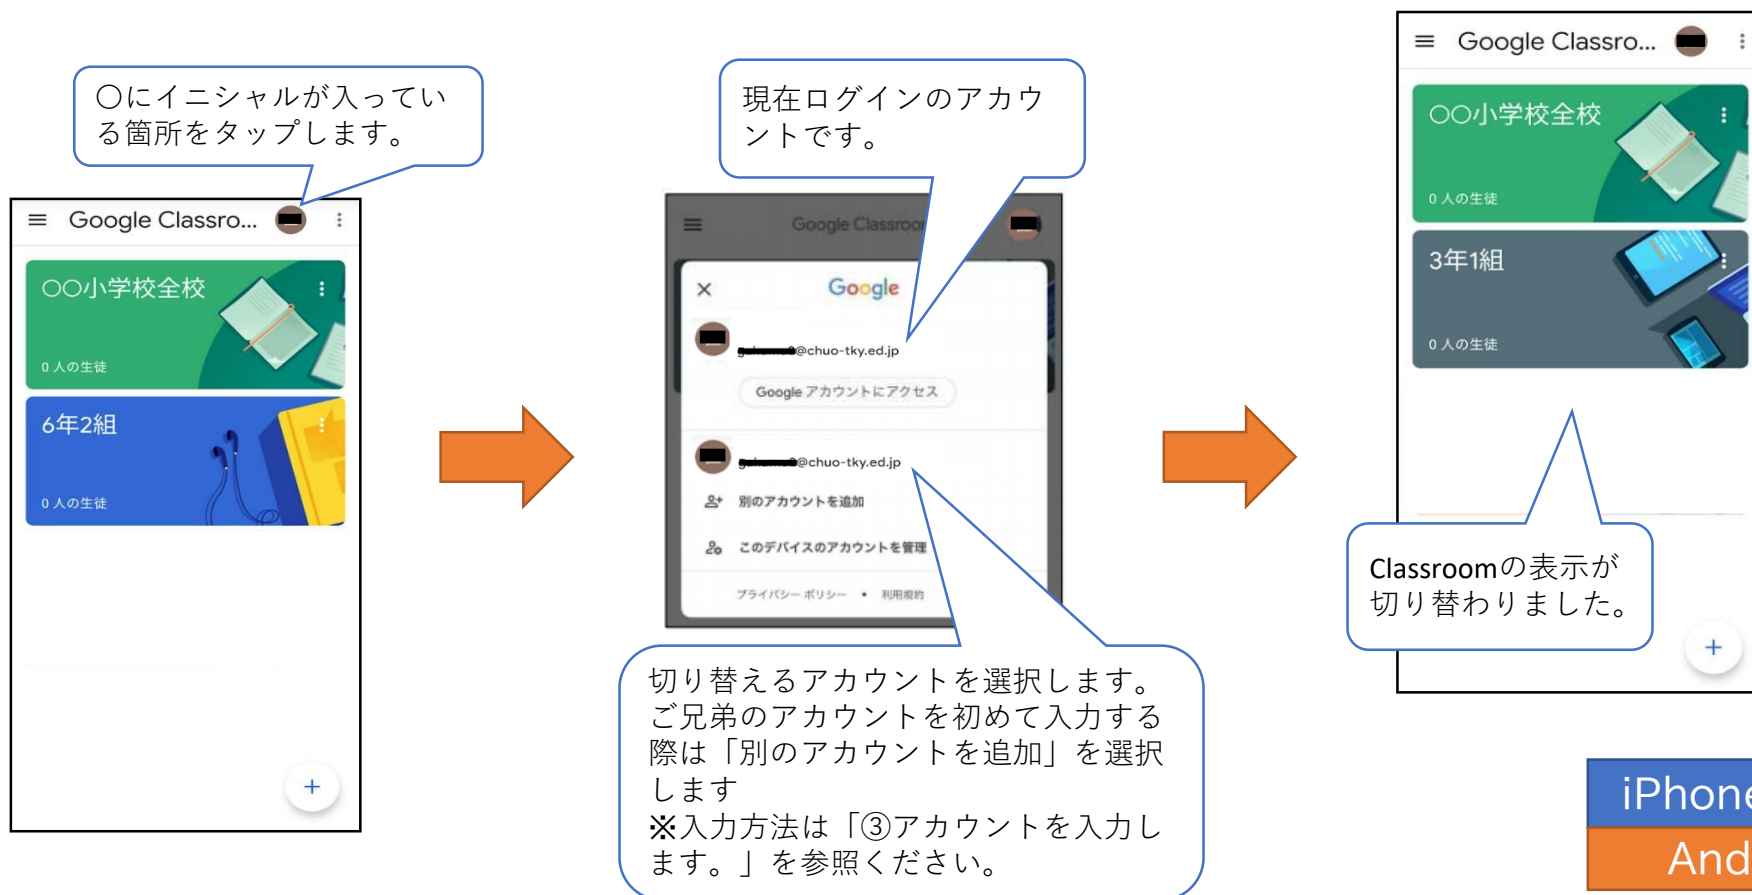 〇にイニシャルが入ってい
る箇所をタップします。
Google Classro...
〇〇小学校全校
0 人の生徒
6年2組
0 人の生徒
現在ログインのアカウ
ントです。
Google Classroo
Google
@chuo-tky.ed.jp
Google アカウントにアクセス
@chuo-tky.ed.jp
別のアカウントを追加
このデバイスのアカウントを管理
プライバシー ポリシー • 利用規約
切り替えるアカウントを選択します。
ご兄弟のアカウントを初めて入力する
際は「別のアカウントを追加」を選択
します
※入力方法は「③アカウントを入力し
ます。」を参照ください。
Google Classro...
〇〇小学校全校
0 人の生徒
3年1組
0 人の生徒
Classroomの表示が
切り替わりました。
iPhone
And